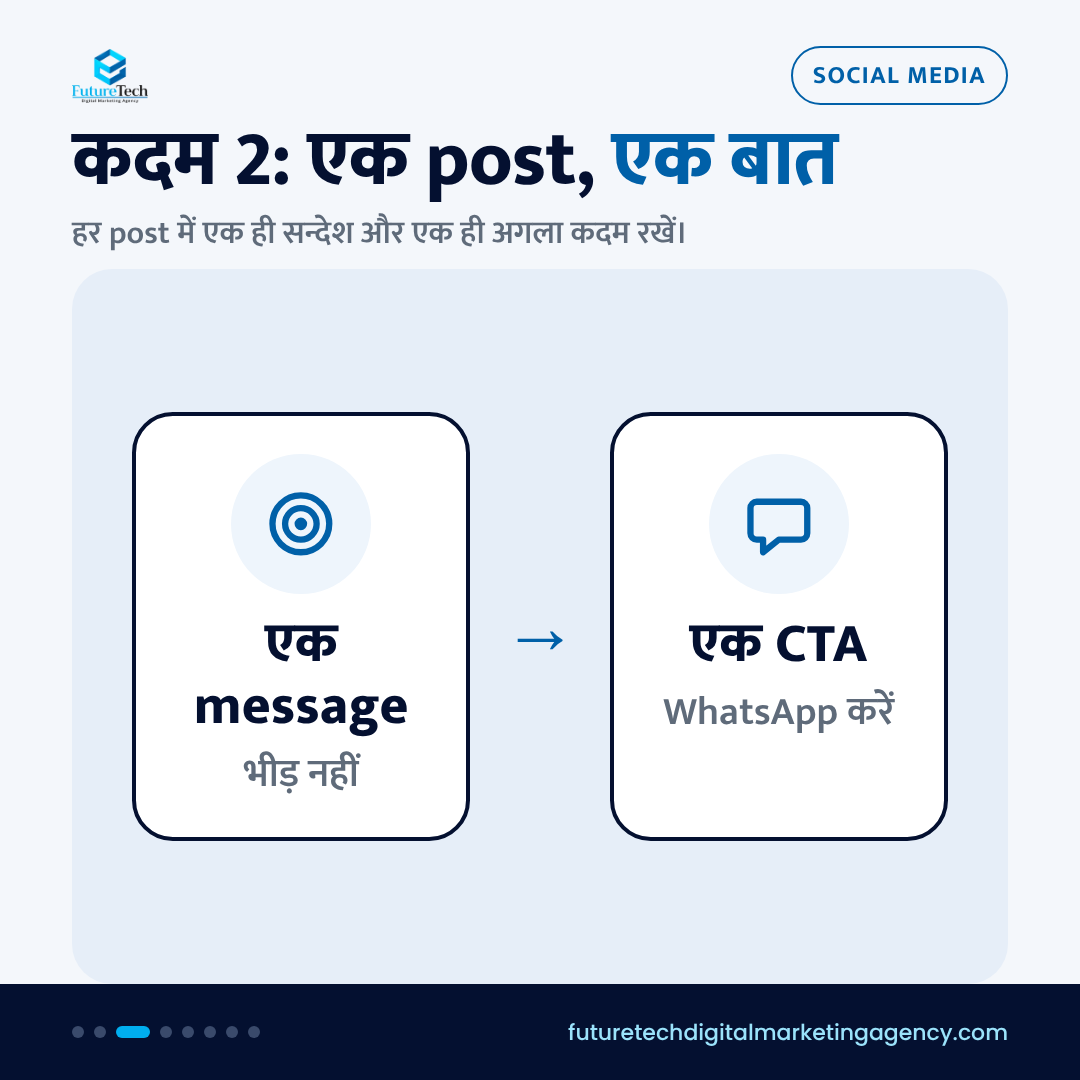 FutureTech
Digital Marketing Agency
SOCIAL MEDIA
कदम 2: एक post, एक बात
हर post में एक ही सन्देश और एक ही अगला कदम रखें।
एक
message
भीड़ नहीं
→
एक CTA
WhatsApp करें
futuretechdigitalmarketingagency.com